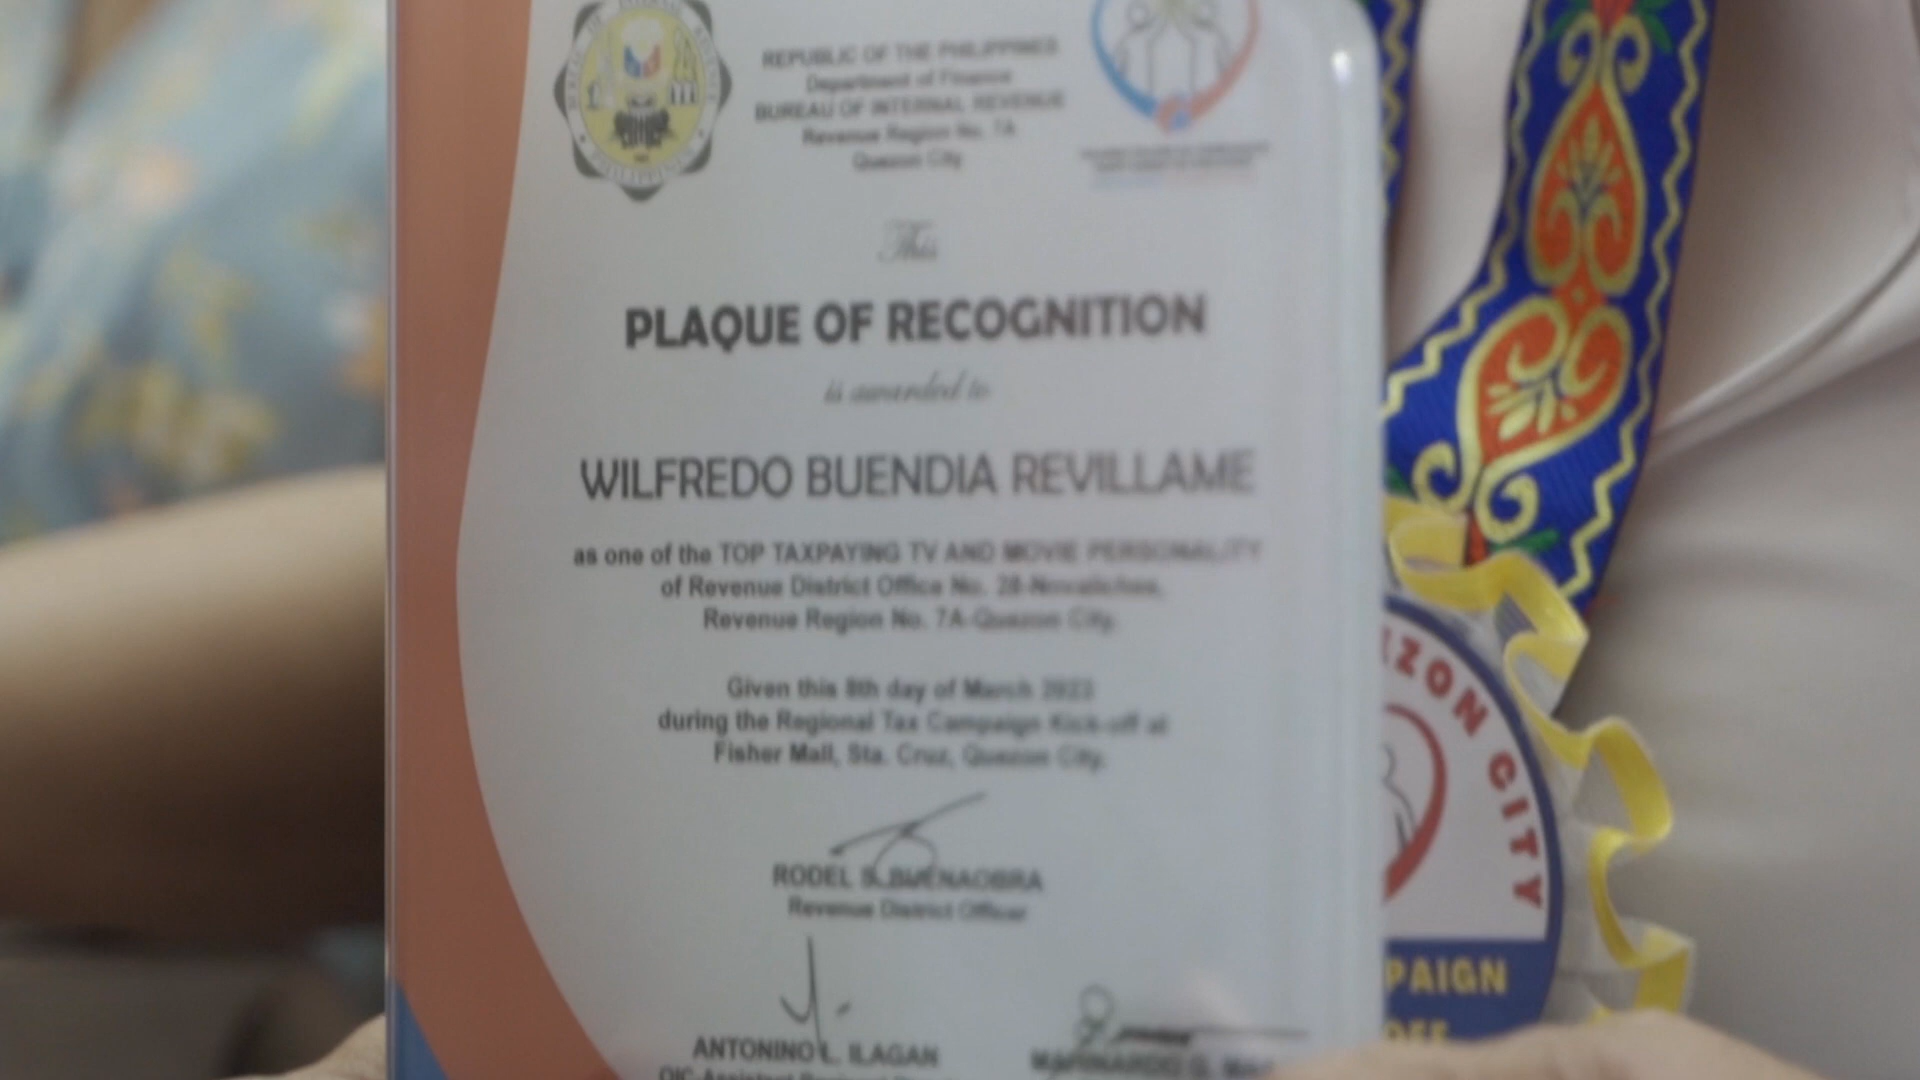 REPUBLIC OF THE PHILIPPINES
Department of Finance
BUREAU OF INTERNAL REVENUE
Revenue Region No. 7A
Quezon City
This
PLAQUE OF RECOGNITION
is awarded to
WILFREDO BUENDIA REVILLAME
as one of the TOP TAXPAYING TV AND MOVIE PERSONALITY
of Revenue District Office No. 28-Novaliches,
Revenue Region No. 7A-Quezon City.
Given this 8th day of March
during the Regional Tax Campaign Kick-off at
Fisher Mall, Sta. Cruz, Quezon City.
RODEL S. BUENAOBRA
Revenue District Officer
ANTONINO L. ILAGAN
ZON CITY
PAIGN